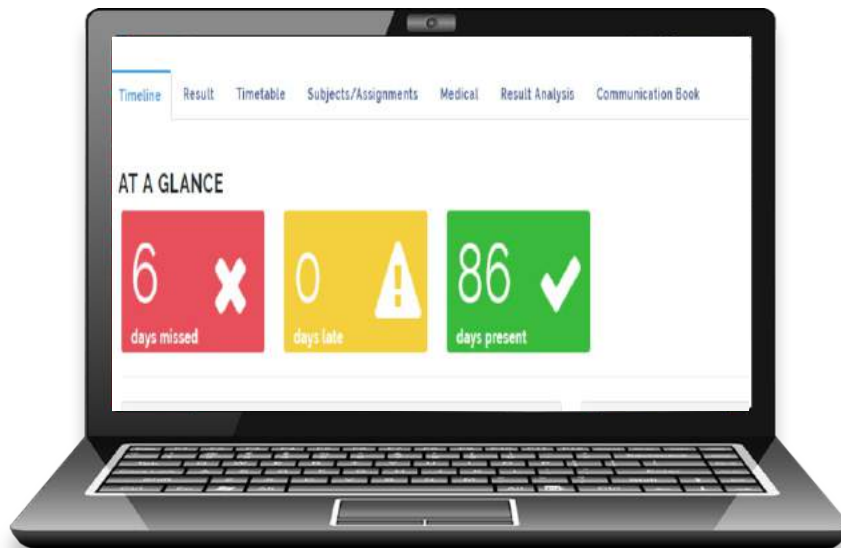 Timeline Result Timetable Subjects/Assignments Medical Result Analysis Communication Book
AT A GLANCE
6 0 86
days missed days late days present